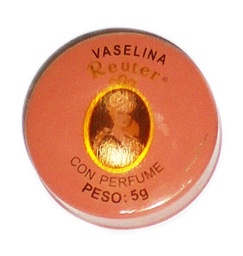 VASELINA
Reuter®
CON PERFUME
PESO: 5g